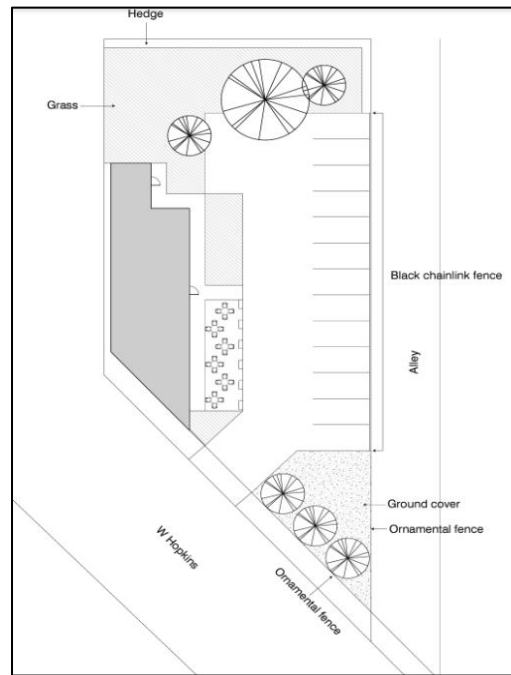 Hedge
Grass
Black chainlink fence
Alley
Ground cover
Ornamental fence
W Hopkins
Ornamental fence